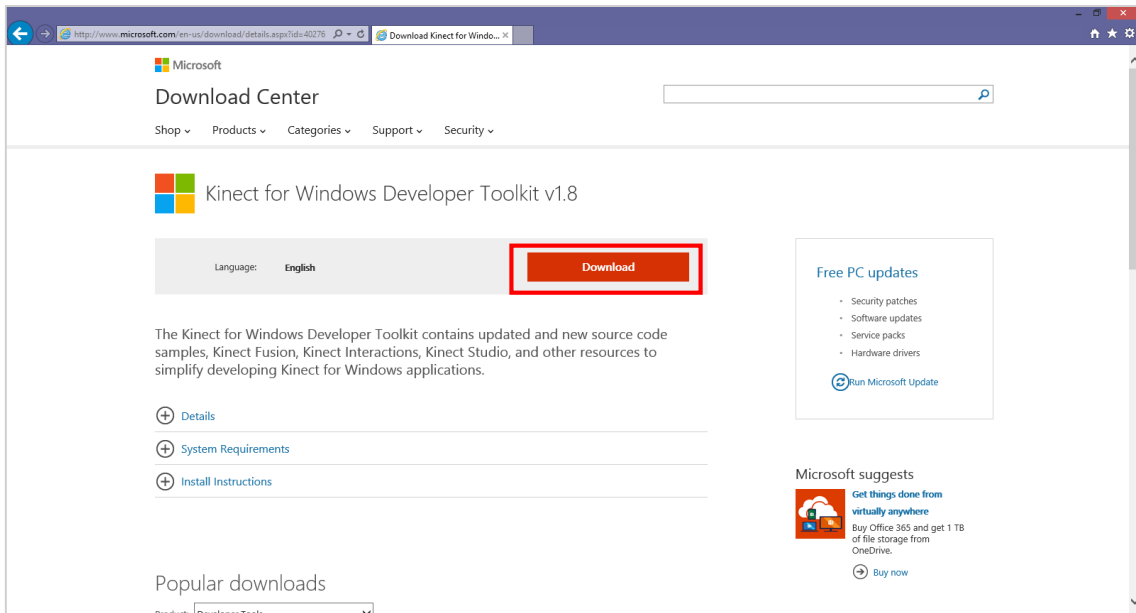 http://www.microsoft.com/en-us/download/details.aspx?id=40276
Download Kinect for Windo...
Microsoft
Download Center
Shop Products Categories Support Security
Kinect for Windows Developer Toolkit v1.8
Language: English Download
The Kinect for Windows Developer Toolkit contains updated and new source code
samples, Kinect Fusion, Kinect Interactions, Kinect Studio, and other resources to
simplify developing Kinect for Windows applications.
Details
System Requirements
Install Instructions
Free PC updates
Security patches
Software updates
Service packs
Hardware drivers
Run Microsoft Update
Microsoft suggests
Get things done from
virtually anywhere
Buy Office 365 and get 1 TB
of file storage from
OneDrive.
Buy now
Popular downloads
Product: Developer Tools